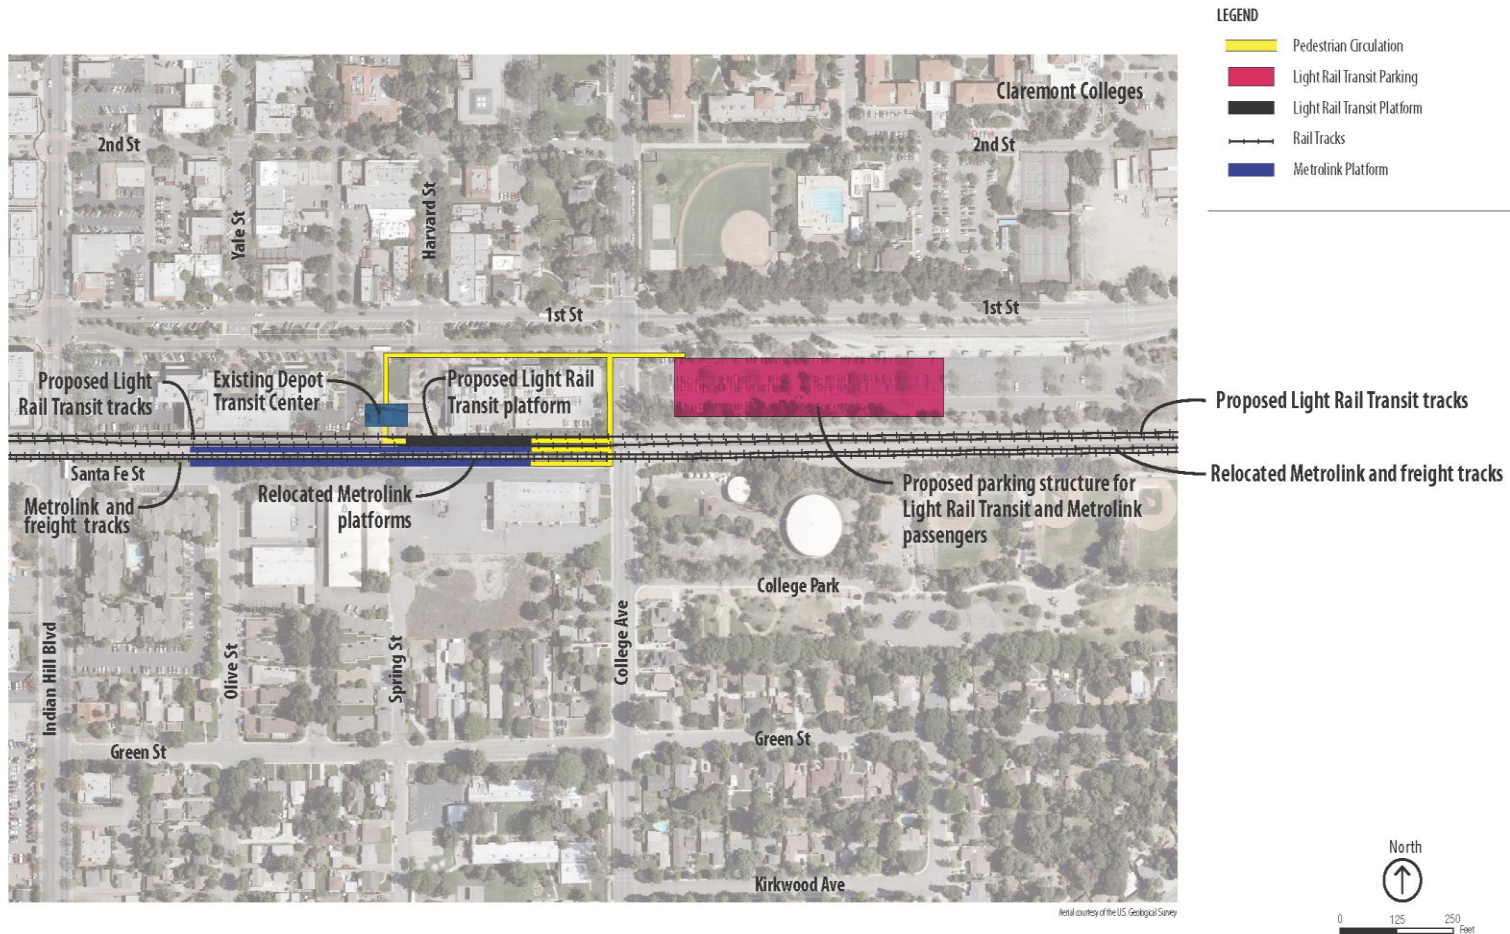 LEGEND
Pedestrian Circulation
Light Rail Transit Parking
Light Rail Transit Platform
Rail Tracks
Metrolink Platform
Claremont Colleges
2nd St
2nd St
Yale St
Harvard St
1st St
1st St
Proposed Light
Rail Transit tracks
Existing Depot
Transit Center
Proposed Light Rail
Transit platform
Proposed Light Rail Transit tracks
Santa Fe St
Metrolink and
freight tracks
Relocated Metrolink
platforms
Proposed parking structure for
Light Rail Transit and Metrolink
passengers
Relocated Metrolink and freight tracks
College Park
Indian Hill Blvd
Olive St
Spring St
College Ave
Green St
Green St
Kirkwood Ave
Aerial courtesy of the U.S. Geological Survey
North
0 125 250
Feet